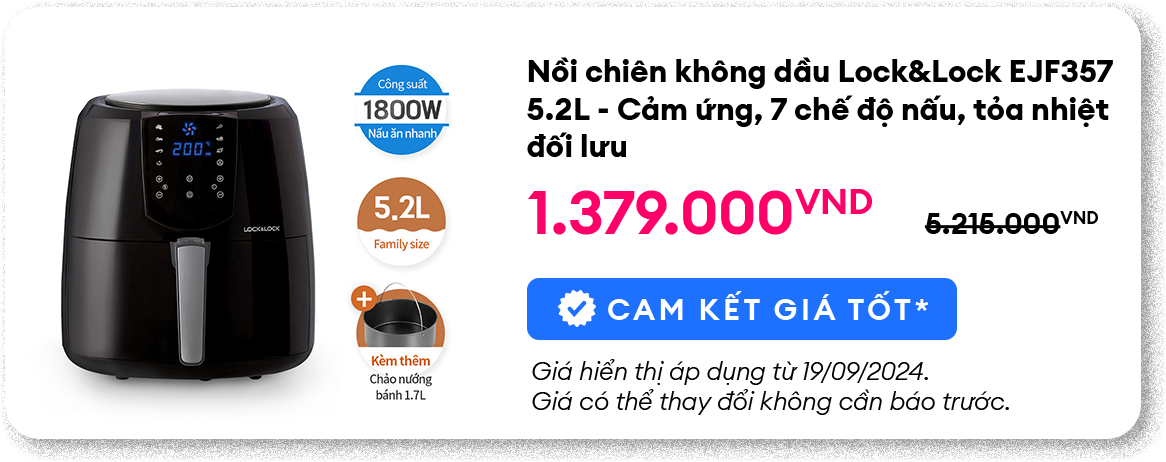 Nồi chiên không dầu Lock&Lock EJF357
5.2L - Cảm ứng, 7 chế độ nấu, tỏa nhiệt
đối lưu
1.379.000VND
5.215.000VND
CAM KẾT GIÁ TỐT*
Giá hiển thị áp dụng từ 19/09/2024.
Giá có thể thay đổi không cần báo trước.
Công suất
1800W
Nấu ăn nhanh
5.2L
Family size
+
Kèm thêm
Chảo nướng
bánh 1.7L
200
LOCK&LOCK